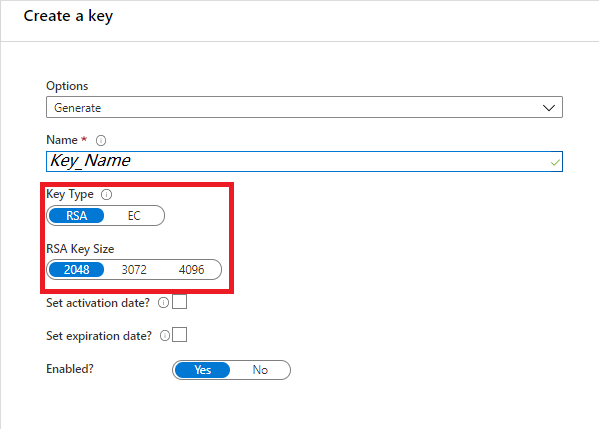 Create a key
Options
Generate
Name *
Key_Name
Key Type
RSA EC
RSA Key Size
2048 3072 4096
Set activation date?
Set expiration date?
Enabled? Yes No